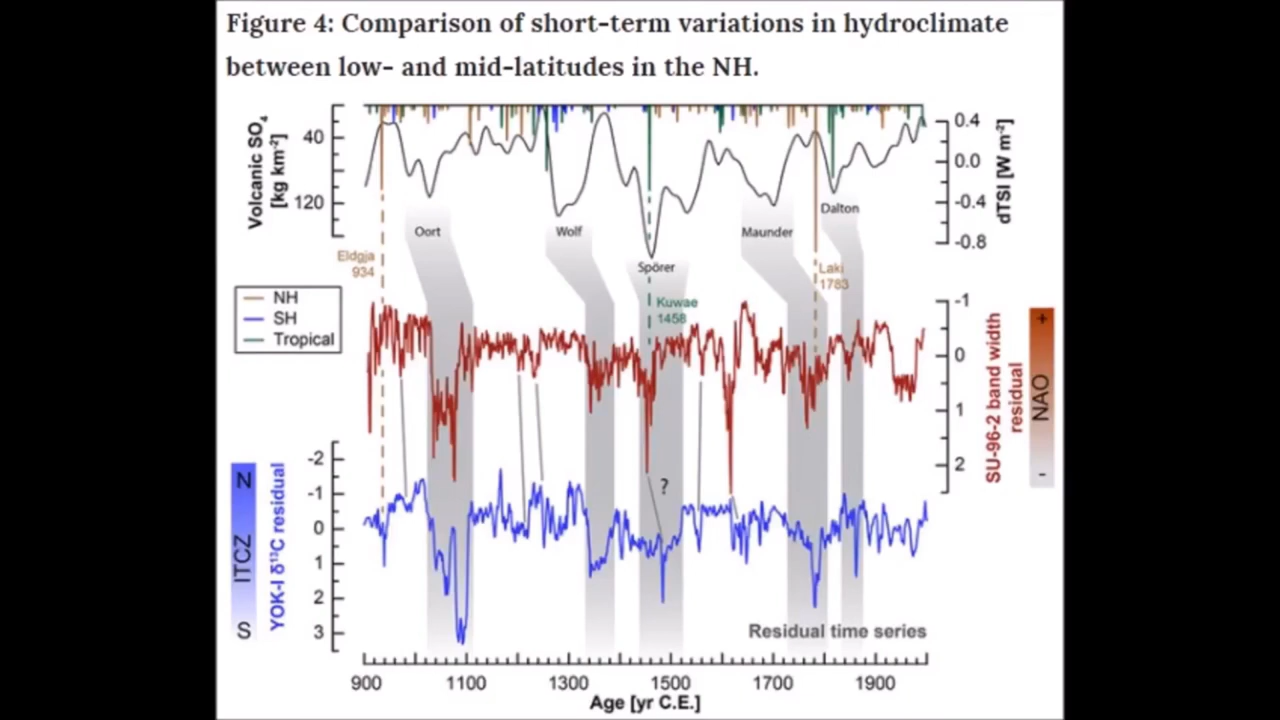 Figure 4: Comparison of short-term variations in hydroclimate
between low- and mid-latitudes in the NH.
Volcanic SO4
[kg km-2]
40
120
0.4
0.0
-0.4
-0.8
dTSI [W m-2]
Oort
Wolf
Spörer
Maunder
Dalton
Eldgja
934
Kuwae
1458
Laki
1783
NH
SH
Tropical
-1
0
1
2
SU-96-2 band width
residual
+
NAO
-
N
ITCZ
S
YOK-I δ13C residual
-2
-1
0
1
2
3
?
Residual time series
900 1100 1300 1500 1700 1900
Age [yr C.E.]